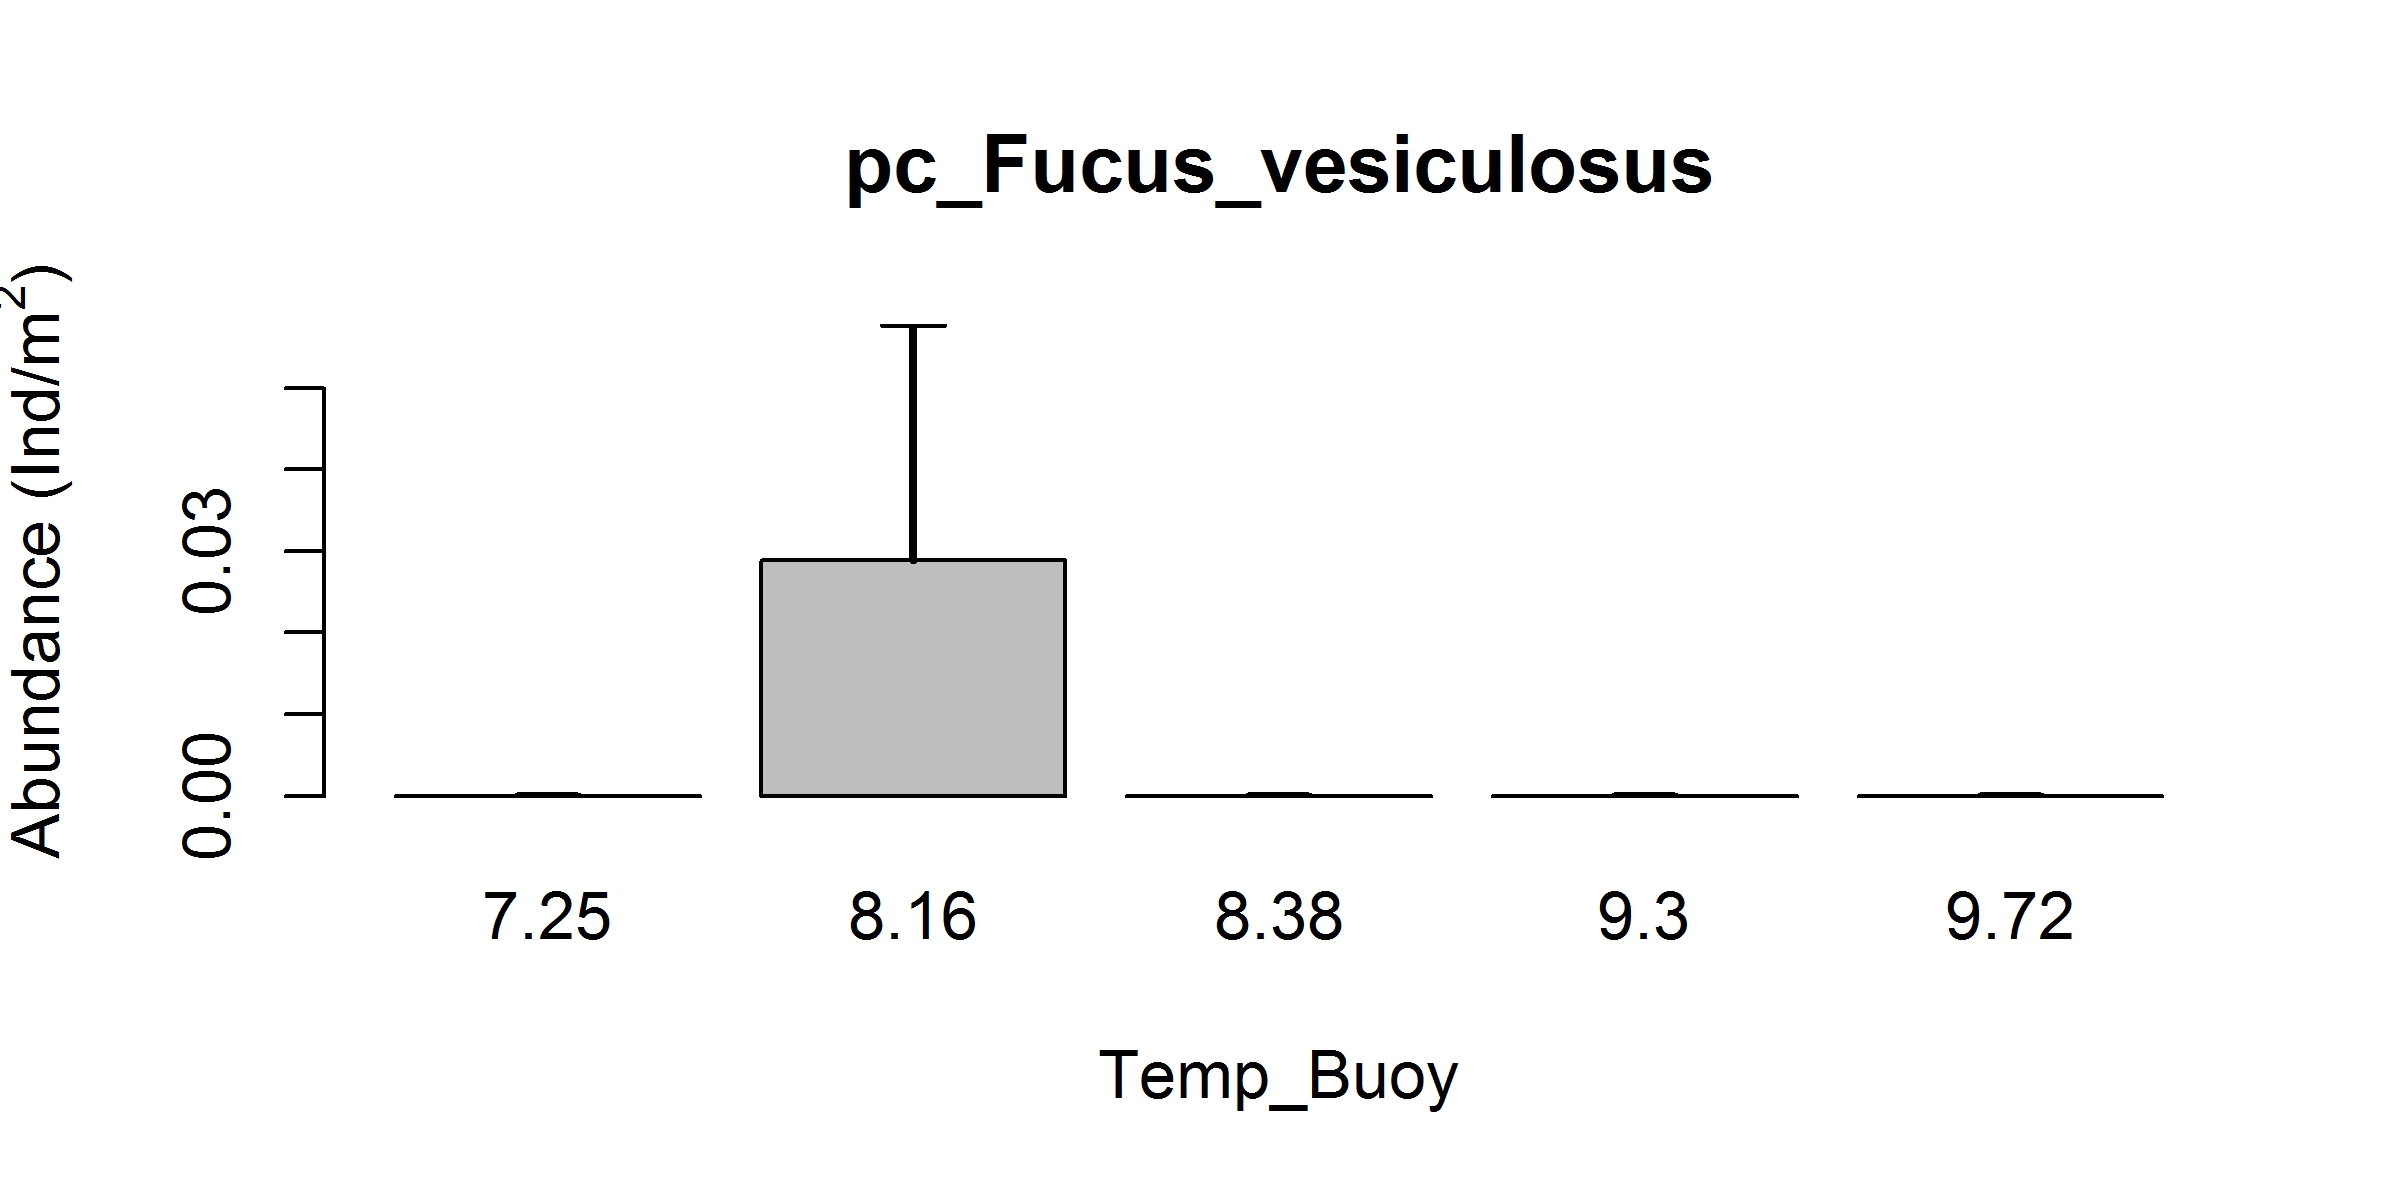 pc_Fucus_vesiculosus
Abundance (Ind/m²)
0.03
0.00
7.25 8.16 8.38 9.3 9.72
Temp_Buoy